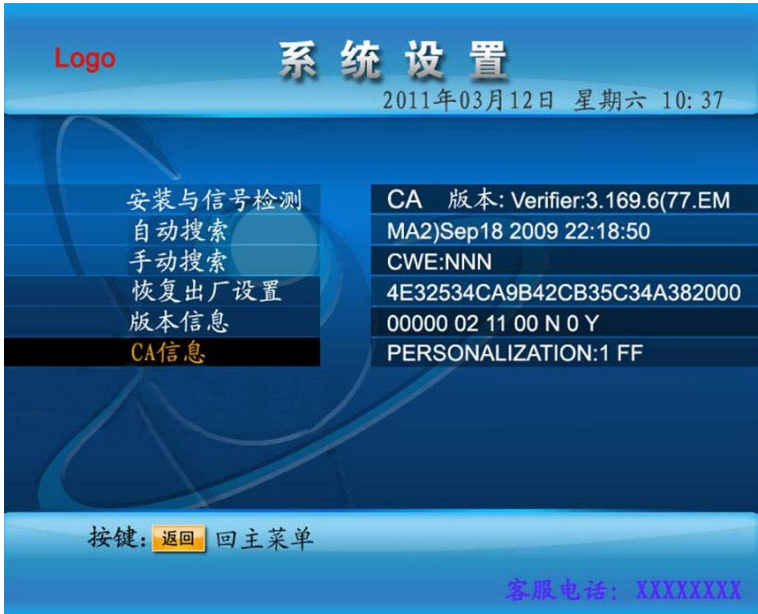 Logo
系统设置
2011年03月12日 星期六 10:37
安装与信号检测
自动搜索
手动搜索
恢复出厂设置
版本信息
CA信息
CA 版本: Verifier:3.169.6(77.EM
MA2)Sep18 2009 22:18:50
CWE:NNN
4E32534CA9B42CB35C34A382000
00000 02 11 00 N 0 Y
PERSONALIZATION:1 FF
按键: 返回 回主菜单
客服电话: XXXXXXXX